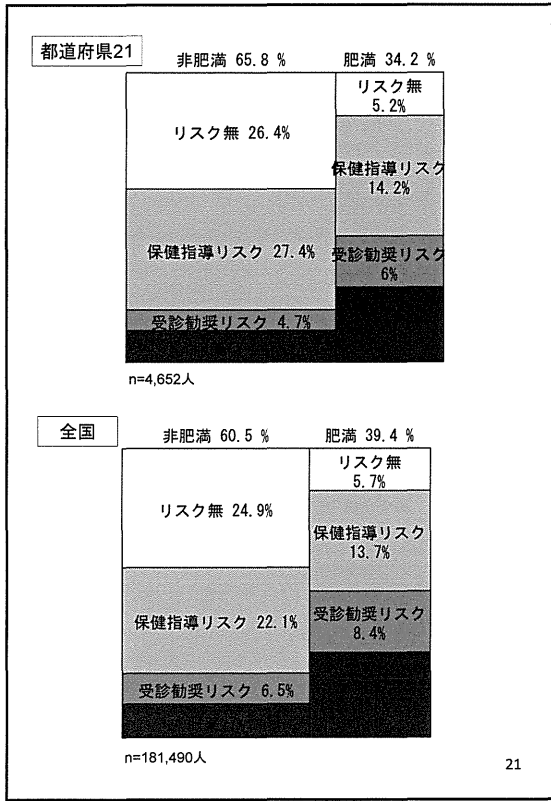 都道府県21
非肥満 65.8 %
肥満 34.2 %
リスク無 26.4%
リスク無
5.2%
保健指導リスク 27.4%
保健指導リスク
14.2%
受診勧奨リスク 4.7%
受診勧奨リスク
6%
n=4,652人
全国
非肥満 60.5 %
肥満 39.4 %
リスク無 24.9%
リスク無
5.7%
保健指導リスク 22.1%
保健指導リスク
13.7%
受診勧奨リスク 6.5%
受診勧奨リスク
8.4%
n=181,490人
21